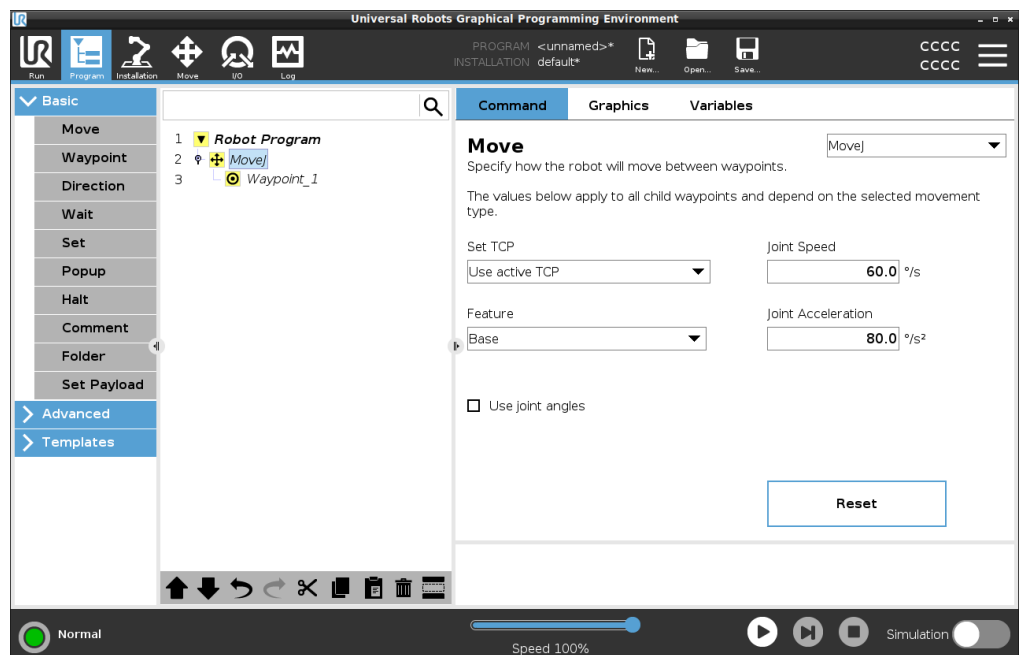 UR
Universal Robots Graphical Programming Environment
Run
Program
Installation
Move
I/O
Log
PROGRAM <unnamed>*
INSTALLATION default*
New...
Open...
Save...
CCCC
CCCC
Basic
Move
Waypoint
Direction
Wait
Set
Popup
Halt
Comment
Folder
Set Payload
Advanced
Templates
1 Robot Program
2 MoveJ
3 Waypoint_1
Command Graphics Variables
Move
MoveJ
Specify how the robot will move between waypoints.
The values below apply to all child waypoints and depend on the selected movement
type.
Set TCP
Joint Speed
Use active TCP
60.0 °/s
Feature
Joint Acceleration
Base
80.0 °/s²
Use joint angles
Reset
Normal
Speed 100%
Simulation